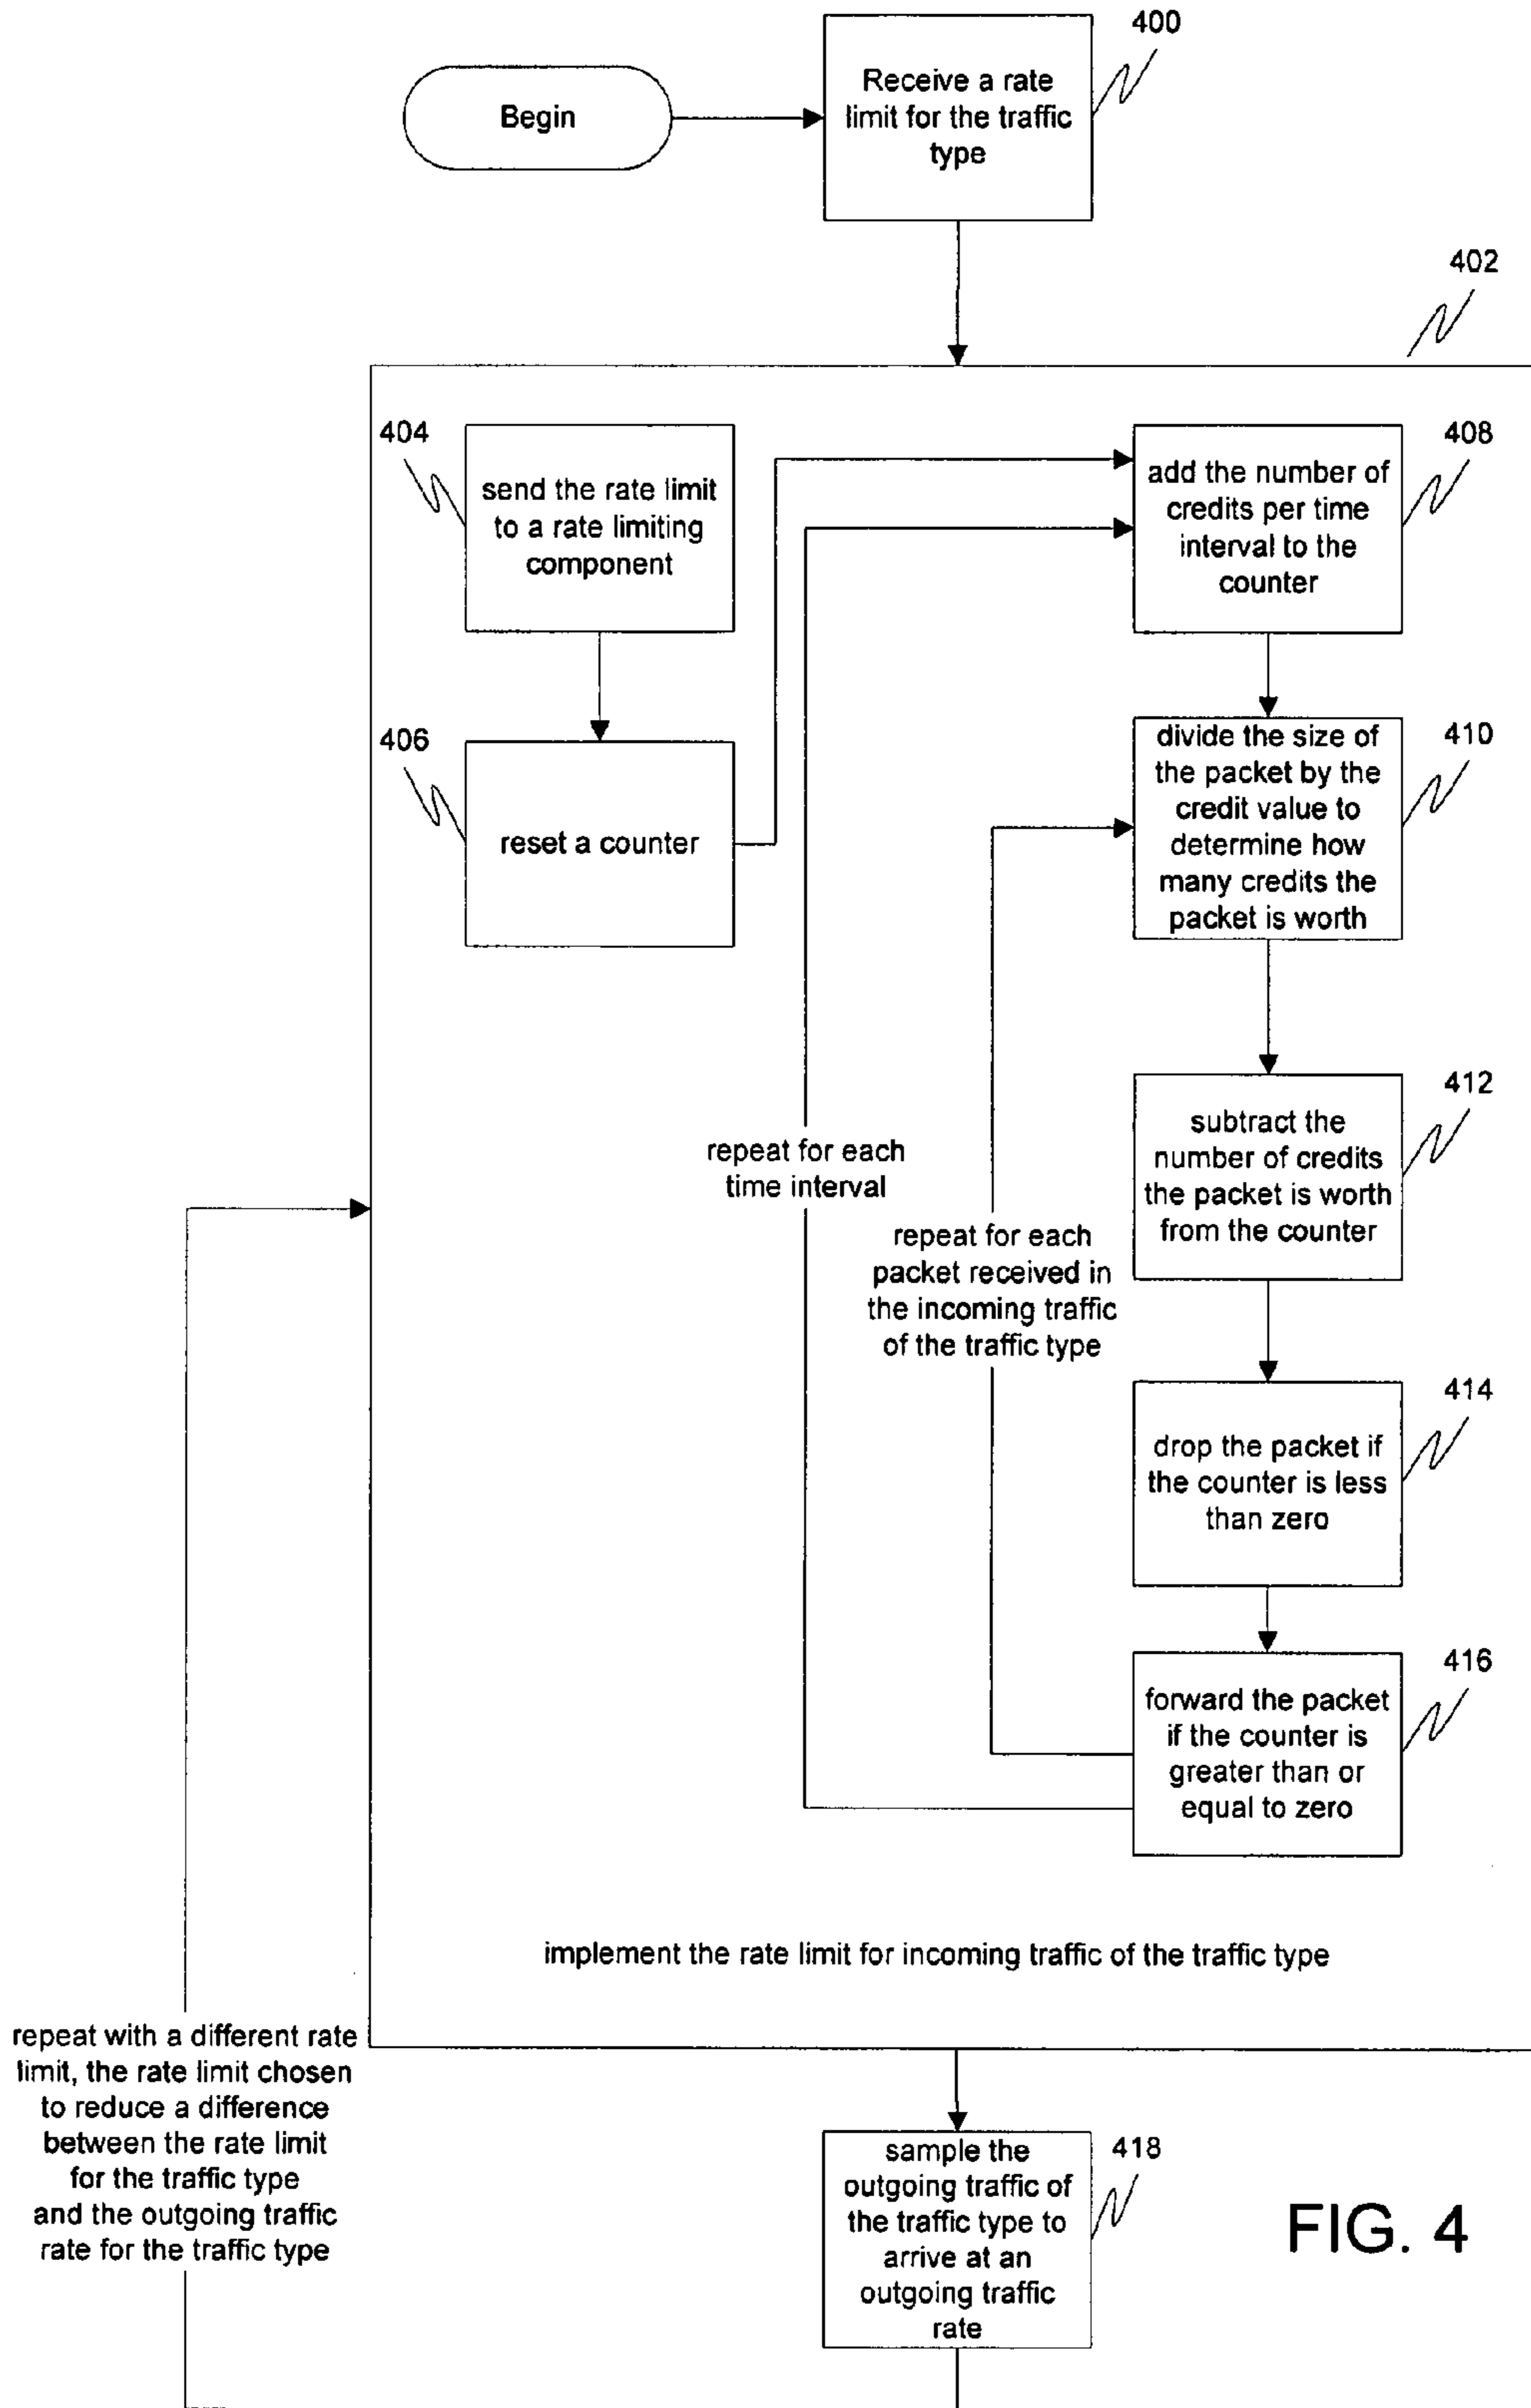 400
Begin
Receive a rate
limit for the traffic
type
402
404
send the rate limit
to a rate limiting
component
408
add the number of
credits per time
interval to the
counter
406
reset a counter
410
divide the size of
the packet by the
credit value to
determine how
many credits the
packet is worth
412
subtract the
number of credits
the packet is worth
from the counter
repeat for each
time interval
repeat for each
packet received in
the incoming traffic
of the traffic type
414
drop the packet if
the counter is less
than zero
416
forward the packet
if the counter is
greater than or
equal to zero
implement the rate limit for incoming traffic of the traffic type
repeat with a different rate
limit, the rate limit chosen
to reduce a difference
between the rate limit
for the traffic type
and the outgoing traffic
rate for the traffic type
418
sample the
outgoing traffic of
the traffic type to
arrive at an
outgoing traffic
rate
FIG. 4